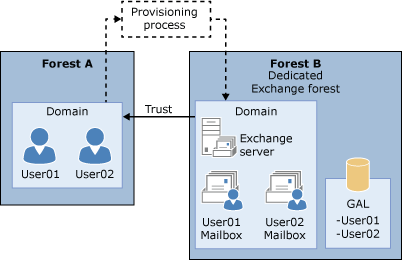 Provisioning
process
Forest A
Domain
User01
User02
Trust
Forest B
Dedicated
Exchange forest
Domain
Exchange
server
User01
Mailbox
User02
Mailbox
GAL
-User01
-User02